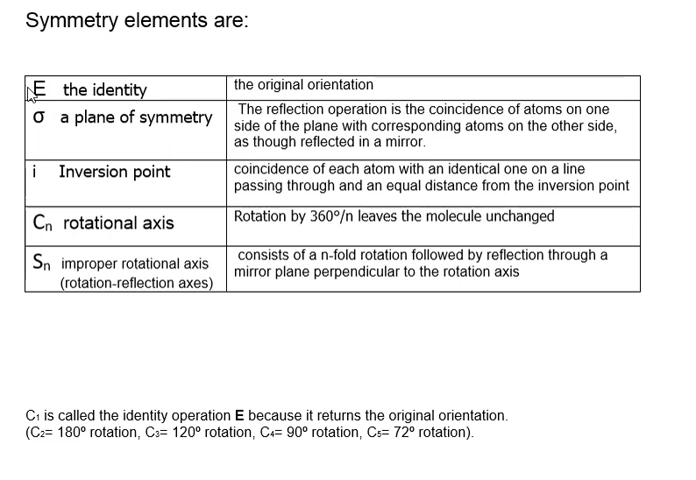 Symmetry elements are:
E the identity
the original orientation
σ a plane of symmetry
The reflection operation is the coincidence of atoms on one
side of the plane with corresponding atoms on the other side,
as though reflected in a mirror.
i Inversion point
coincidence of each atom with an identical one on a line
passing through and an equal distance from the inversion point
Cn rotational axis
Rotation by 360º/n leaves the molecule unchanged
Sn improper rotational axis
(rotation-reflection axes)
consists of a n-fold rotation followed by reflection through a
mirror plane perpendicular to the rotation axis
C₁ is called the identity operation E because it returns the original orientation.
(C₂= 180º rotation, C₃= 120º rotation, C₄= 90º rotation, C₅= 72º rotation).